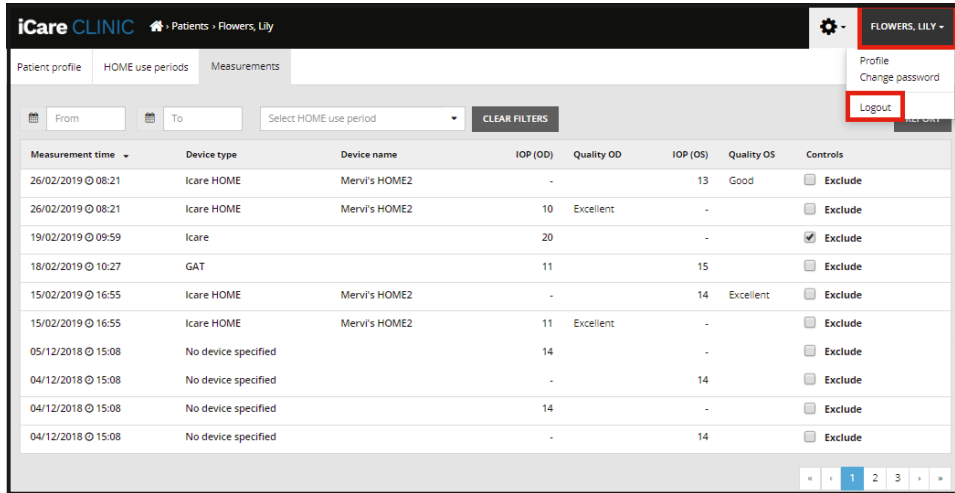 iCare CLINIC › Patients › Flowers, Lily FLOWERS, LILY
Patient profile HOME use periods Measurements
Profile
Change password
Logout
From To Select HOME use period CLEAR FILTERS REPORT
Measurement time Device type Device name IOP (OD) Quality OD IOP (OS) Quality OS Controls
26/02/2019 08:21 Icare HOME Mervi's HOME2 - 13 Good Exclude
26/02/2019 08:21 Icare HOME Mervi's HOME2 10 Excellent - Exclude
19/02/2019 09:59 Icare 20 - Exclude
18/02/2019 10:27 GAT 11 15 Exclude
15/02/2019 16:55 Icare HOME Mervi's HOME2 - 14 Excellent Exclude
15/02/2019 16:55 Icare HOME Mervi's HOME2 11 Excellent - Exclude
05/12/2018 15:08 No device specified 14 - Exclude
04/12/2018 15:08 No device specified - 14 Exclude
04/12/2018 15:08 No device specified 14 - Exclude
04/12/2018 15:08 No device specified - 14 Exclude
« ‹ 1 2 3 › »